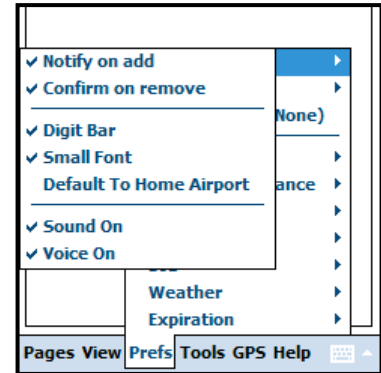 Notify on add
Confirm on remove
None)
Digit Bar
Small Font
Default To Home Airport
ance
Sound On
Voice On
Weather
Expiration
Pages View Prefs Tools GPS Help